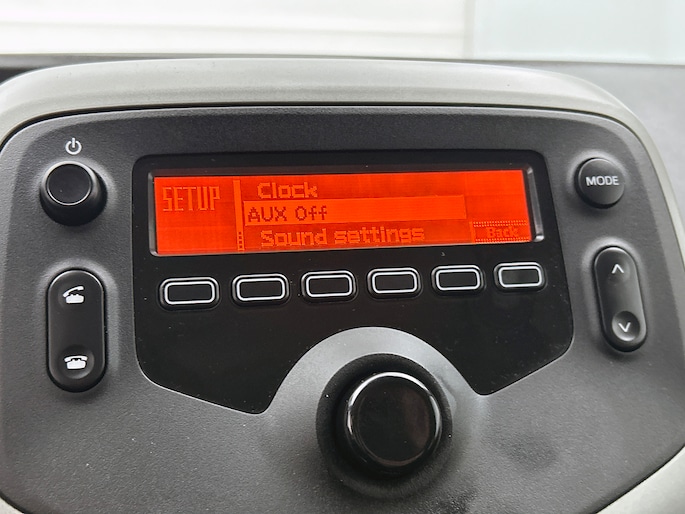 SETUP
Clock
AUX Off
Sound settings
Back
MODE